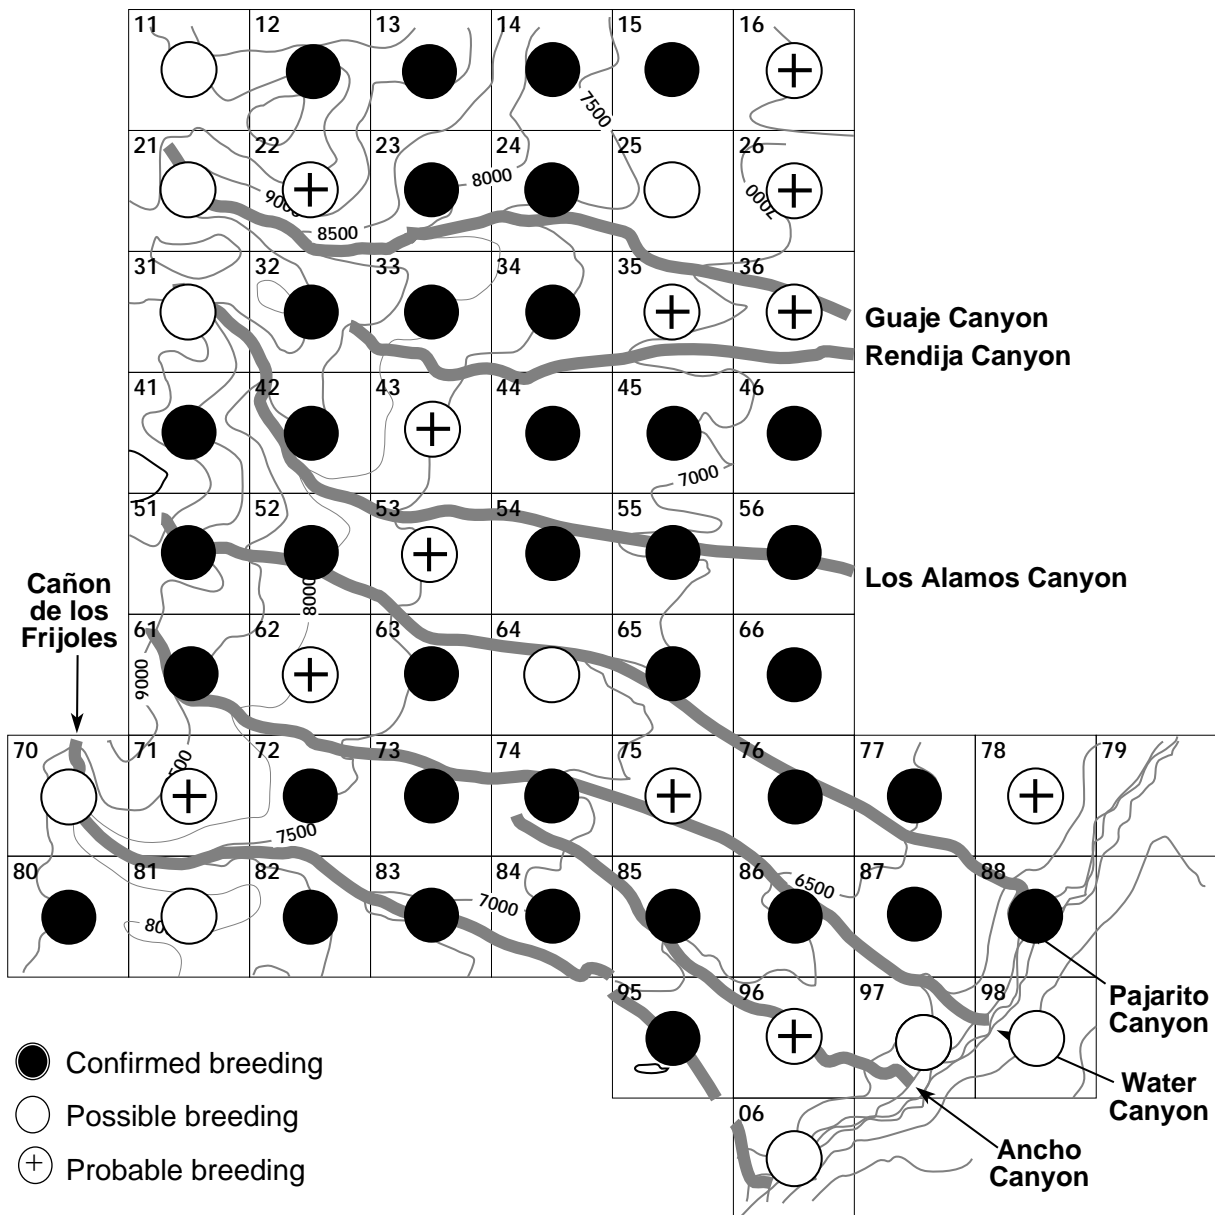 11 12 13 14 15 16
7500
21 22 23 24 25 26
8000
9000
7000
8500
31 32 33 34 35 36
Guaje Canyon
Rendija Canyon
41 42 43 44 45 46
7000
51 52 53 54 55 56
Cañon
de los
Frijoles
8000
Los Alamos Canyon
61 62 63 64 65 66
9000
70 71 72 73 74 75 76 77 78 79
500
7500
80 81 82 83 84 85 86 87 88
6500
7000
80
95 96 97 98
Pajarito
Canyon
Confirmed breeding
Water
Canyon
Possible breeding
06
Ancho
Canyon
Probable breeding